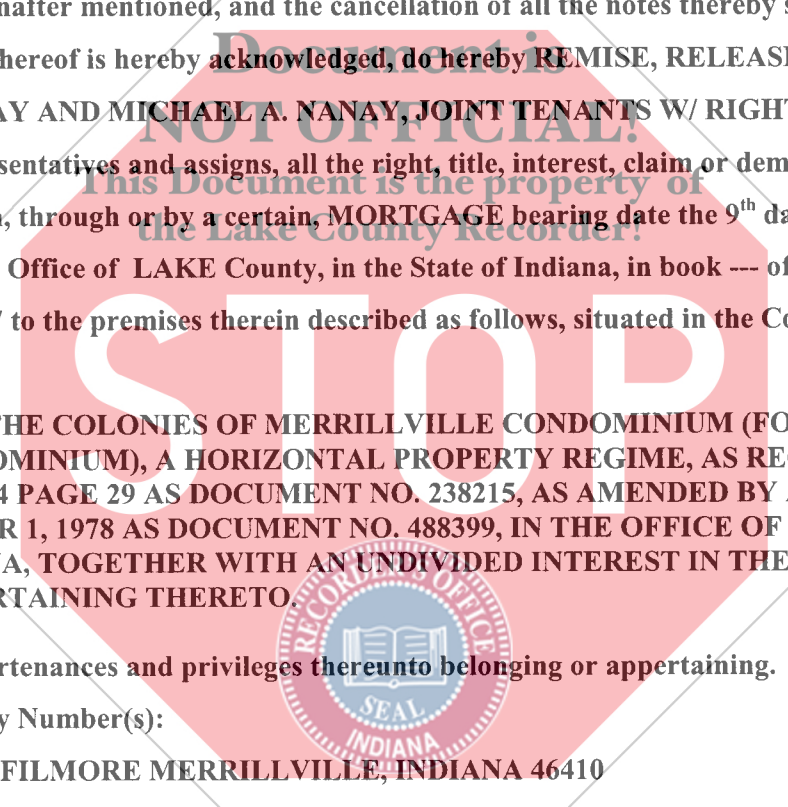 nafter mentioned, and the cancellation of all the notes thereby s
Document is
hereof is hereby acknowledged, do hereby REMISE, RELEASE
NOT OFFICIAL!
AY AND MICHAEL A. NANAY, JOINT TENANTS W/ RIGHT
sentatives and assigns, all the right, title, interest, claim or dem
This Document is the property of
, through or by a certain, MORTGAGE bearing date the 9th da
the Lake County Recorder!
Office of LAKE County, in the State of Indiana, in book --- of
to the premises therein described as follows, situated in the Co
STOP
THE COLONIES OF MERRILLVILLE CONDOMINIUM (FO
OMINIUM), A HORIZONTAL PROPERTY REGIME, AS RE
4 PAGE 29 AS DOCUMENT NO. 238215, AS AMENDED BY
R 1, 1978 AS DOCUMENT NO. 488399, IN THE OFFICE OF
A, TOGETHER WITH AN UNDIVIDED INTEREST IN THE
RTAINING THERETO.
RECORDER'S OFFICE
rtenances and privileges thereunto belonging or appertaining.
SEAL
y Number(s):
INDIANA
FILMORE MERRILLVILLE, INDIANA 46410